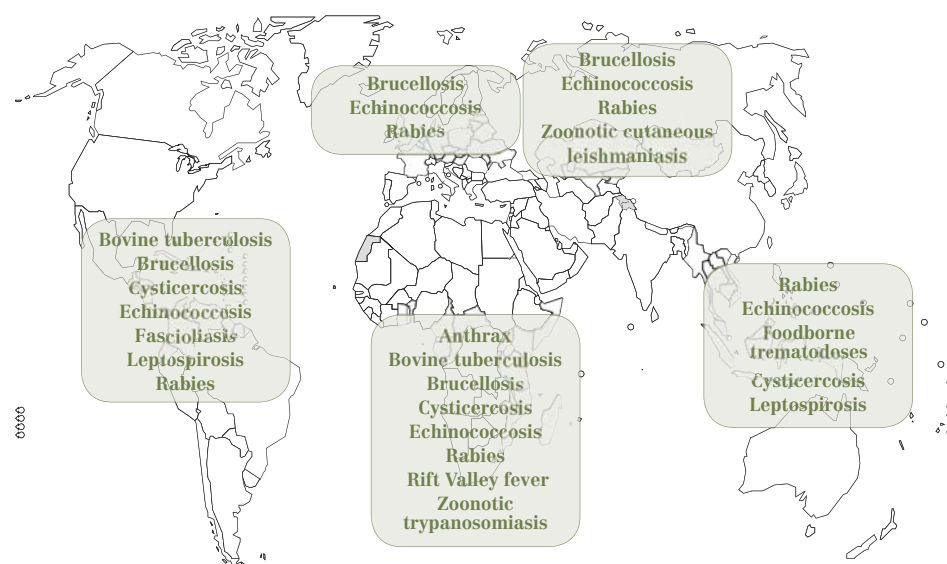 Brucellosis
Echinococcosis
Rabies
Brucellosis
Echinococcosis
Rabies
Zoonotic cutaneous
leishmaniasis
Bovine tuberculosis
Brucellosis
Cysticercosis
Echinococcosis
Fascioliasis
Leptospirosis
Rabies
Anthrax
Bovine tuberculosis
Brucellosis
Cysticercosis
Echinococcosis
Rabies
Rift Valley fever
Zoonotic
trypanosomiasis
Rabies
Echinococcosis
Foodborne
trematodoses
Cysticercosis
Leptospirosis